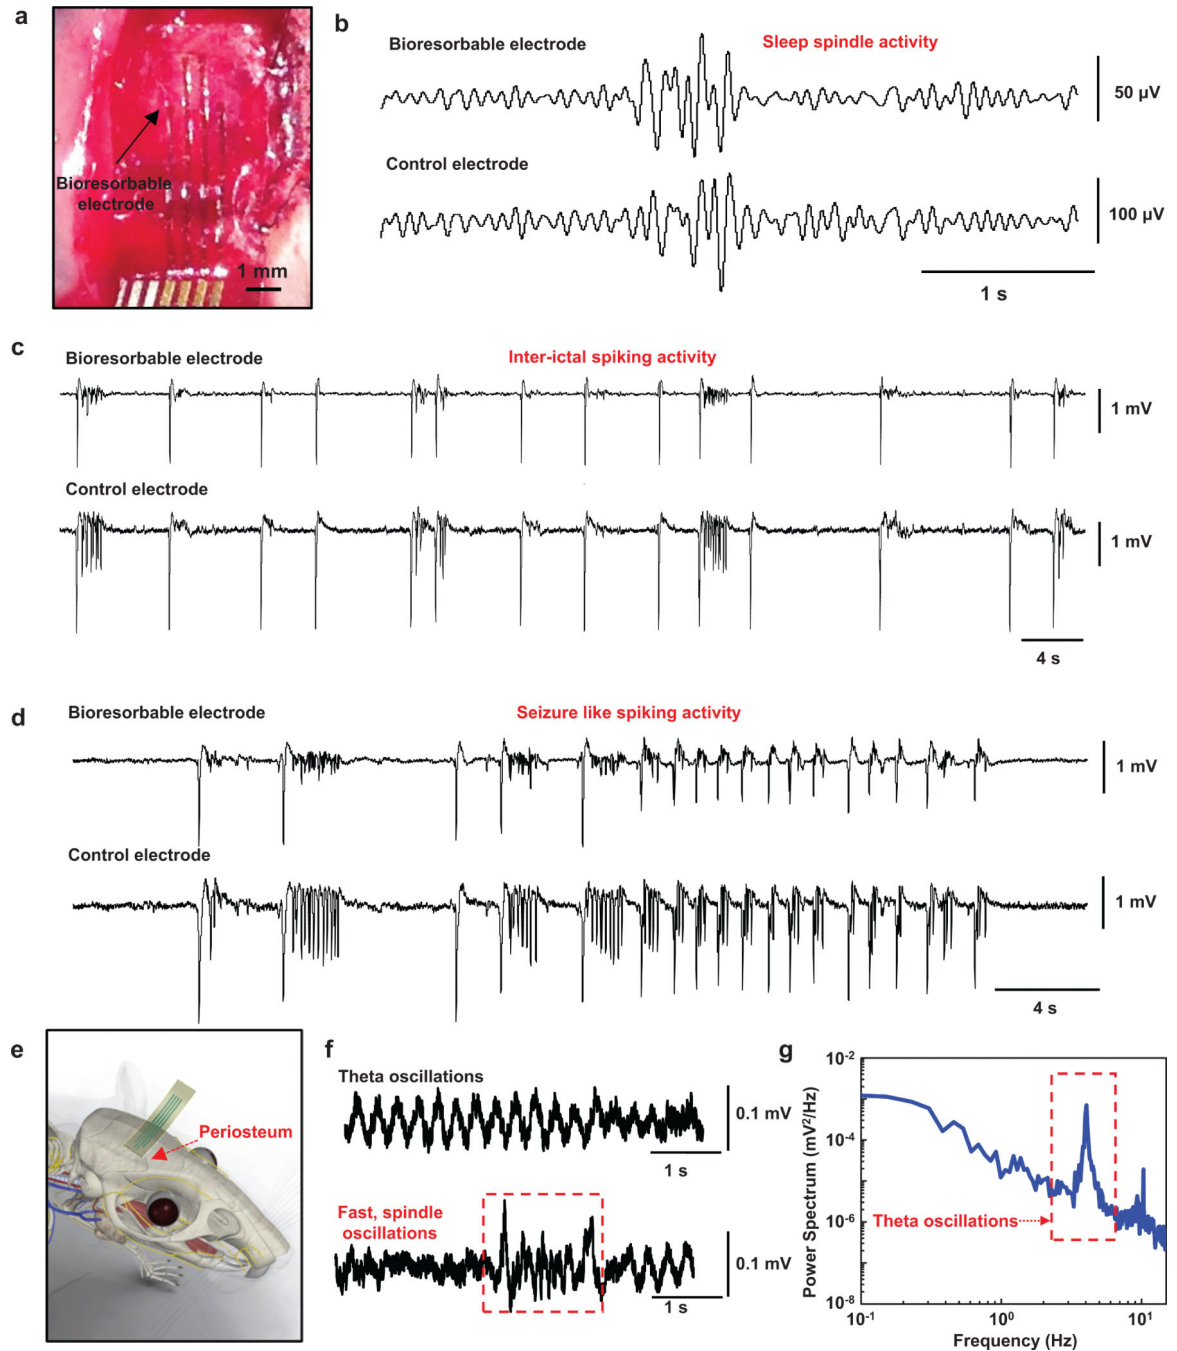 a
Bioresorbable
electrode
1 mm
b
Bioresorbable electrode
Sleep spindle activity
50 µV
Control electrode
100 µV
1 s
c
Bioresorbable electrode
Inter-ictal spiking activity
1 mV
Control electrode
1 mV
4 s
d
Bioresorbable electrode
Seizure like spiking activity
1 mV
Control electrode
1 mV
4 s
e
Periosteum
f
Theta oscillations
0.1 mV
1 s
Fast, spindle
oscillations
0.1 mV
1 s
g
Power Spectrum (mV²/Hz)
10⁻²
10⁻⁴
10⁻⁶
10⁻⁸
Theta oscillations
10⁻¹
10⁰
10¹
Frequency (Hz)